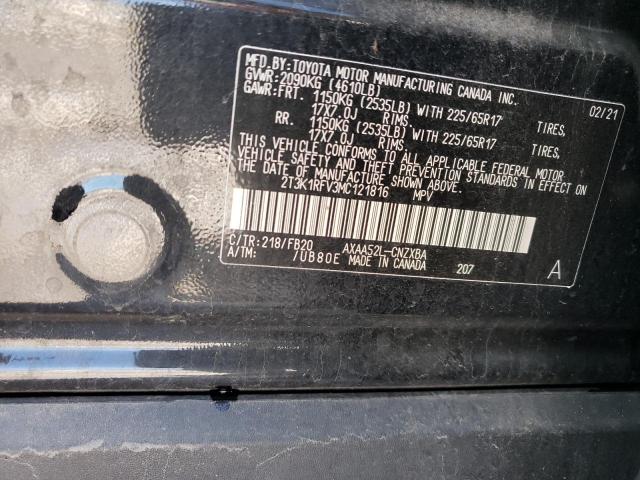 MFD.BY:TOYOTA MOTOR MANUFACTURING CANADA INC.
GVWR:2090KG (4610LB) 02/21
GAWR:FRT. 1150KG (2535LB) WITH 225/65R17 TIRES,
17X7.0J RIMS
RR. 1150KG (2535LB) WITH 225/65R17 TIRES,
17X7.0J RIMS
THIS VEHICLE CONFORMS TO ALL APPLICABLE FEDERAL MOTOR
VEHICLE SAFETY AND THEFT PREVENTION STANDARDS IN EFFECT ON
THE DATE OF MANUFACTURE SHOWN ABOVE.
2T3K1RFV3MC121816 MPV
C/TR:218/FB20 AXAA52L-CNZXBA
A/TM: /UB80E MADE IN CANADA 207 A